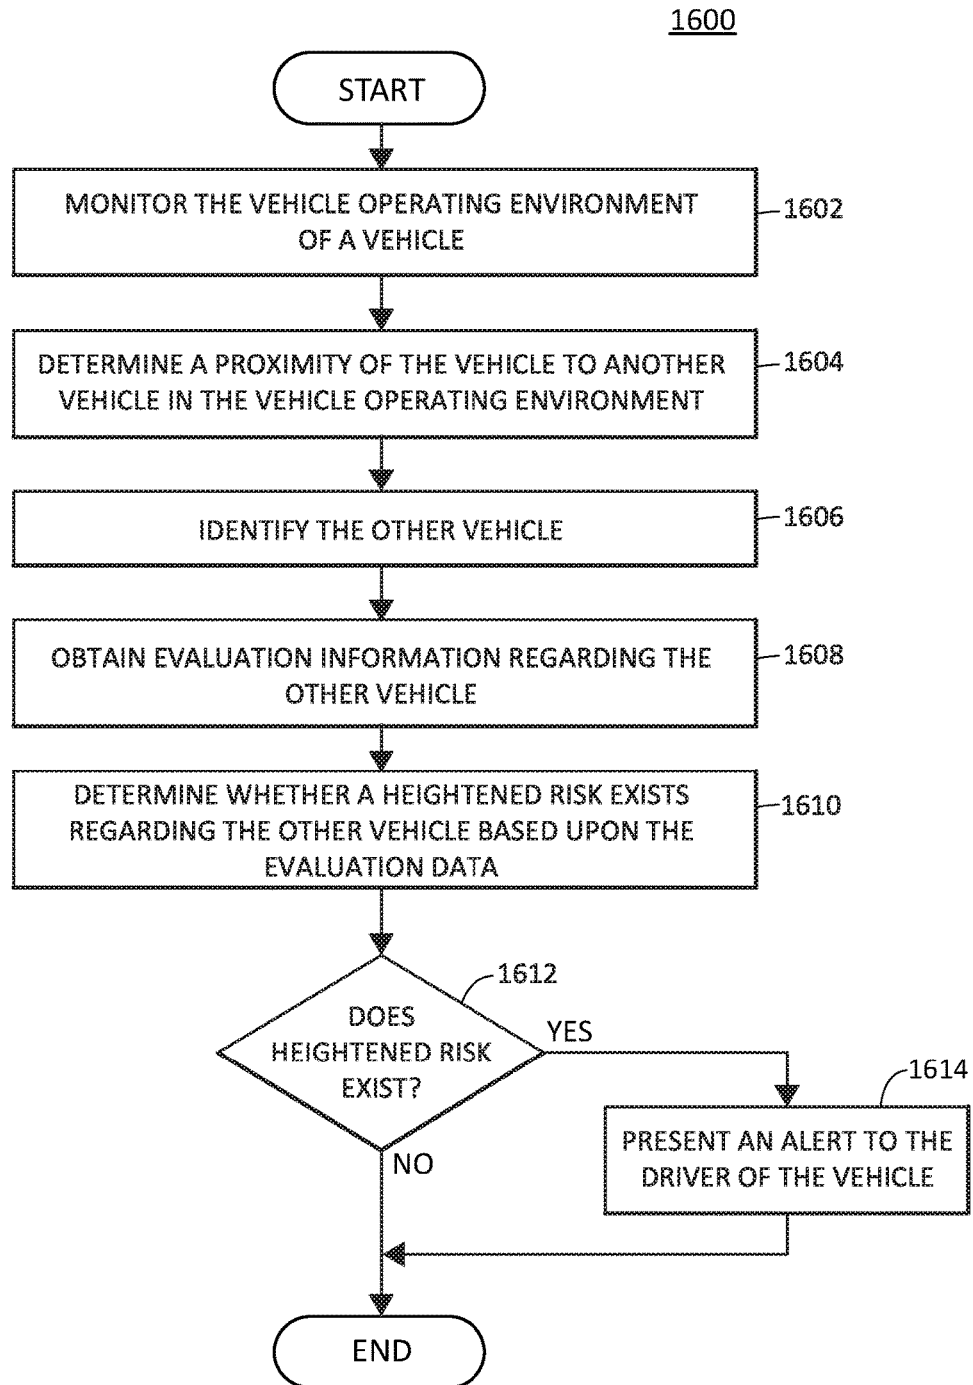 1600
START
MONITOR THE VEHICLE OPERATING ENVIRONMENT
OF A VEHICLE
1602
DETERMINE A PROXIMITY OF THE VEHICLE TO ANOTHER
VEHICLE IN THE VEHICLE OPERATING ENVIRONMENT
1604
IDENTIFY THE OTHER VEHICLE
1606
OBTAIN EVALUATION INFORMATION REGARDING THE
OTHER VEHICLE
1608
DETERMINE WHETHER A HEIGHTENED RISK EXISTS
REGARDING THE OTHER VEHICLE BASED UPON THE
EVALUATION DATA
1610
DOES
HEIGHTENED RISK
EXIST?
1612
YES
1614
PRESENT AN ALERT TO THE
DRIVER OF THE VEHICLE
NO
END